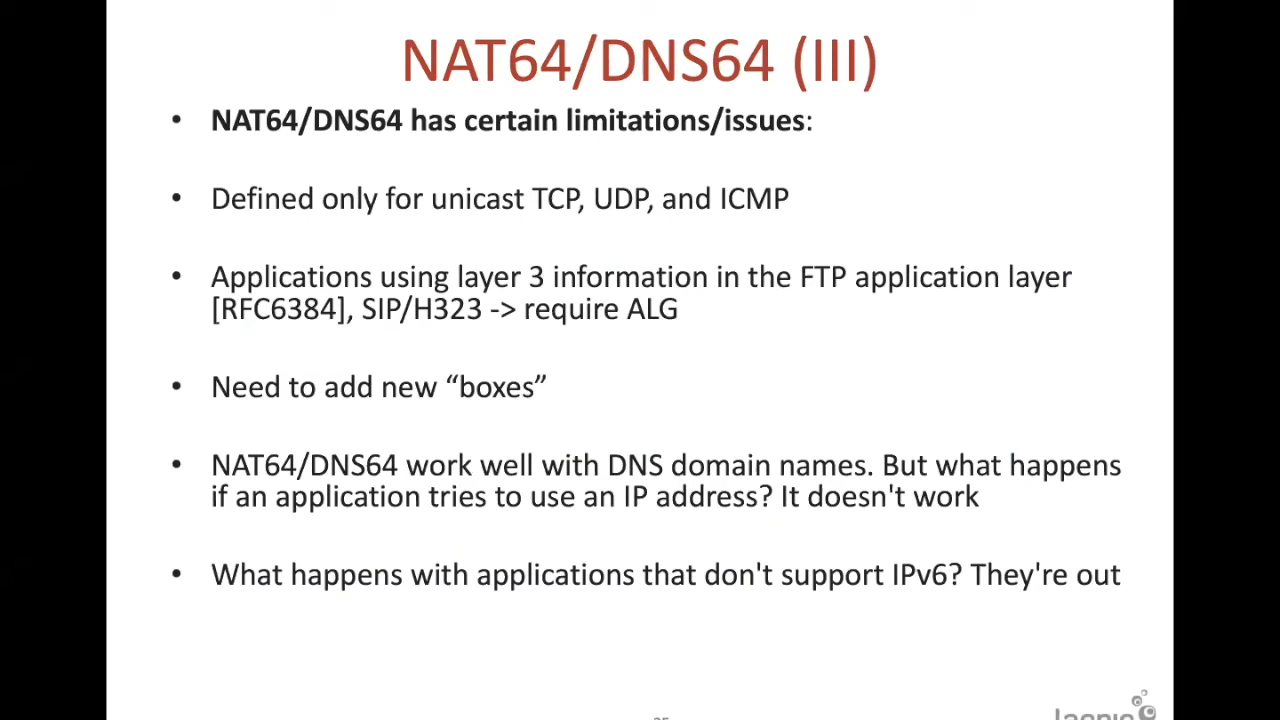 NAT64/DNS64 (III)
• NAT64/DNS64 has certain limitations/issues:
• Defined only for unicast TCP, UDP, and ICMP
• Applications using layer 3 information in the FTP application layer
[RFC6384], SIP/H323 -> require ALG
• Need to add new “boxes”
• NAT64/DNS64 work well with DNS domain names. But what happens
if an application tries to use an IP address? It doesn't work
• What happens with applications that don't support IPv6? They're out